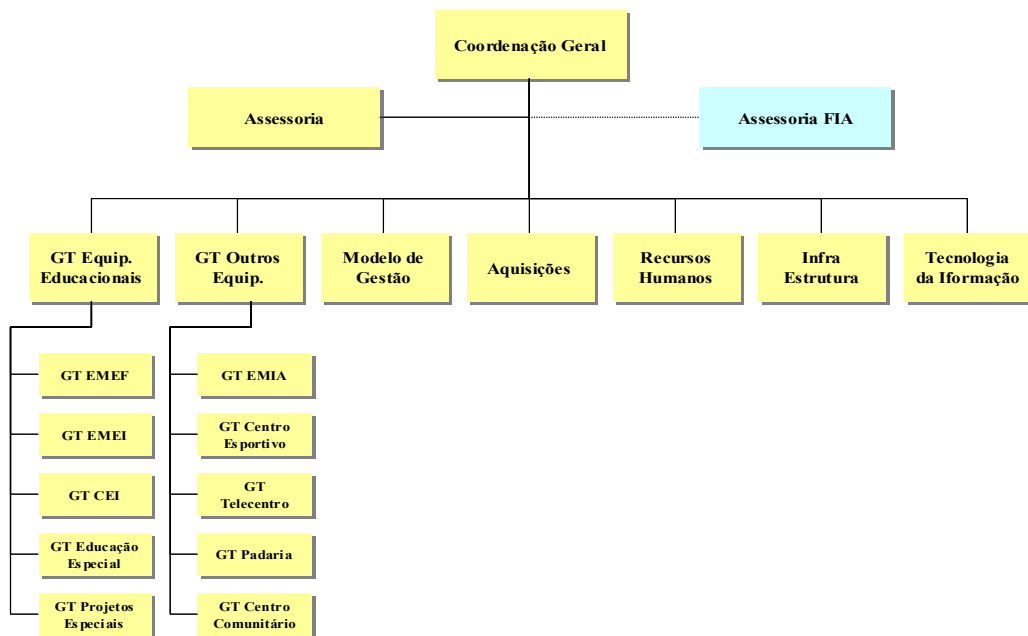 Coordenação Geral
Assessoria
Assessoria FIA
GT Equip.
Educacionais
GT Outros
Equip.
Modelo de
Gestão
Aquisições
Recursos
Humanos
Infra
Estrutura
Tecnologia
da Iformação
GT EMEF
GT EMEI
GT CEI
GT Educação
Especial
GT Projetos
Especiais
GT EMIA
GT Centro
Esportivo
GT
Telecentro
GT Padaria
GT Centro
Comunitário